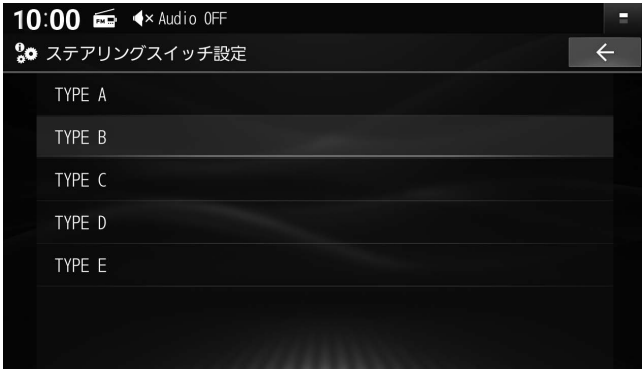 10:00 FM Audio OFF
ステアリングスイッチ設定
TYPE A
TYPE B
TYPE C
TYPE D
TYPE E